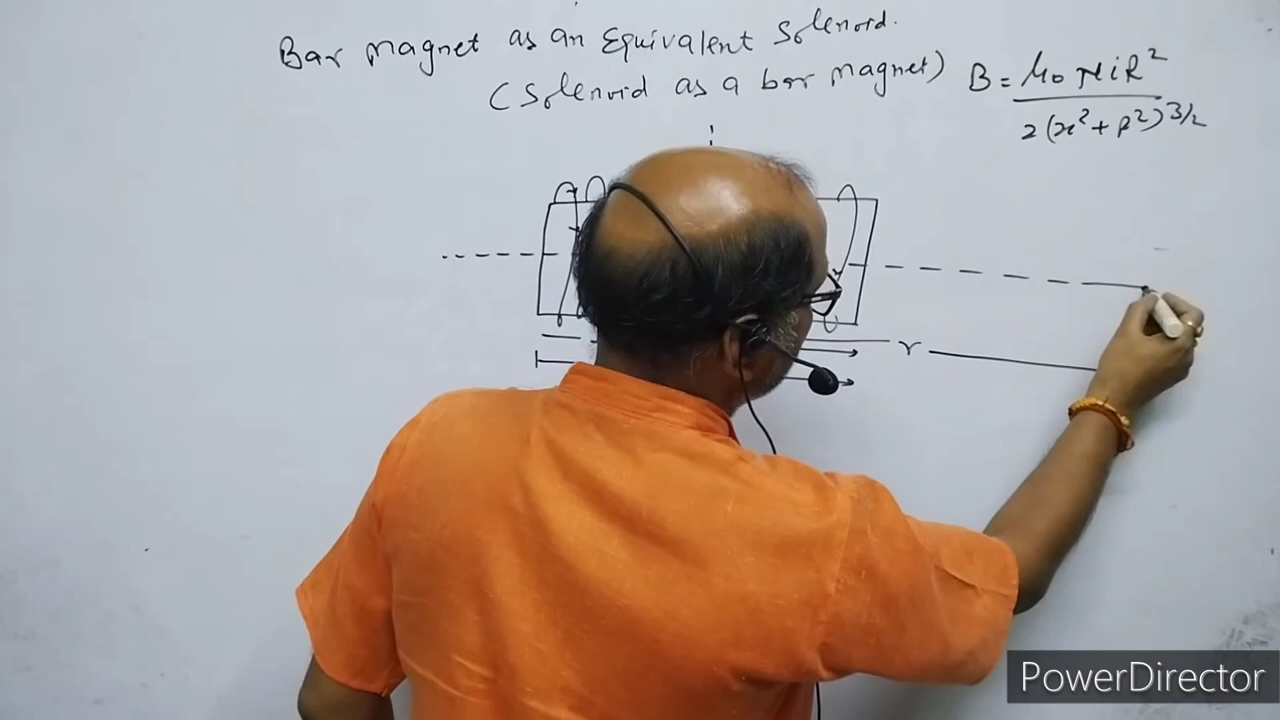 Bar magnet as an Equivalent Solenoid.
(Solenoid as a bar magnet)
B = μ0 N i R²
2(x² + R²)3/2
r
PowerDirector